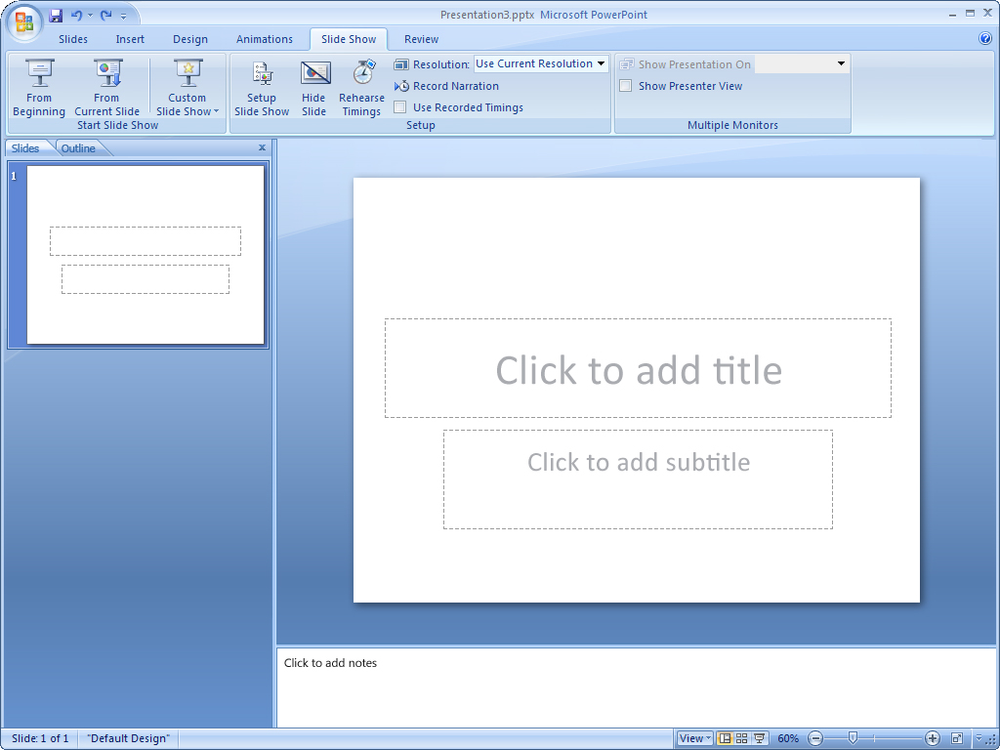 Presentation3.pptx Microsoft PowerPoint
Slides Insert Design Animations Slide Show Review
From Beginning
From Current Slide
Custom Slide Show
Start Slide Show
Setup Slide Show
Hide Slide
Rehearse Timings
Resolution: Use Current Resolution
Record Narration
Use Recorded Timings
Setup
Show Presentation On
Show Presenter View
Multiple Monitors
Slides Outline x
1
Click to add title
Click to add subtitle
Click to add notes
Slide: 1 of 1 "Default Design" View 60%